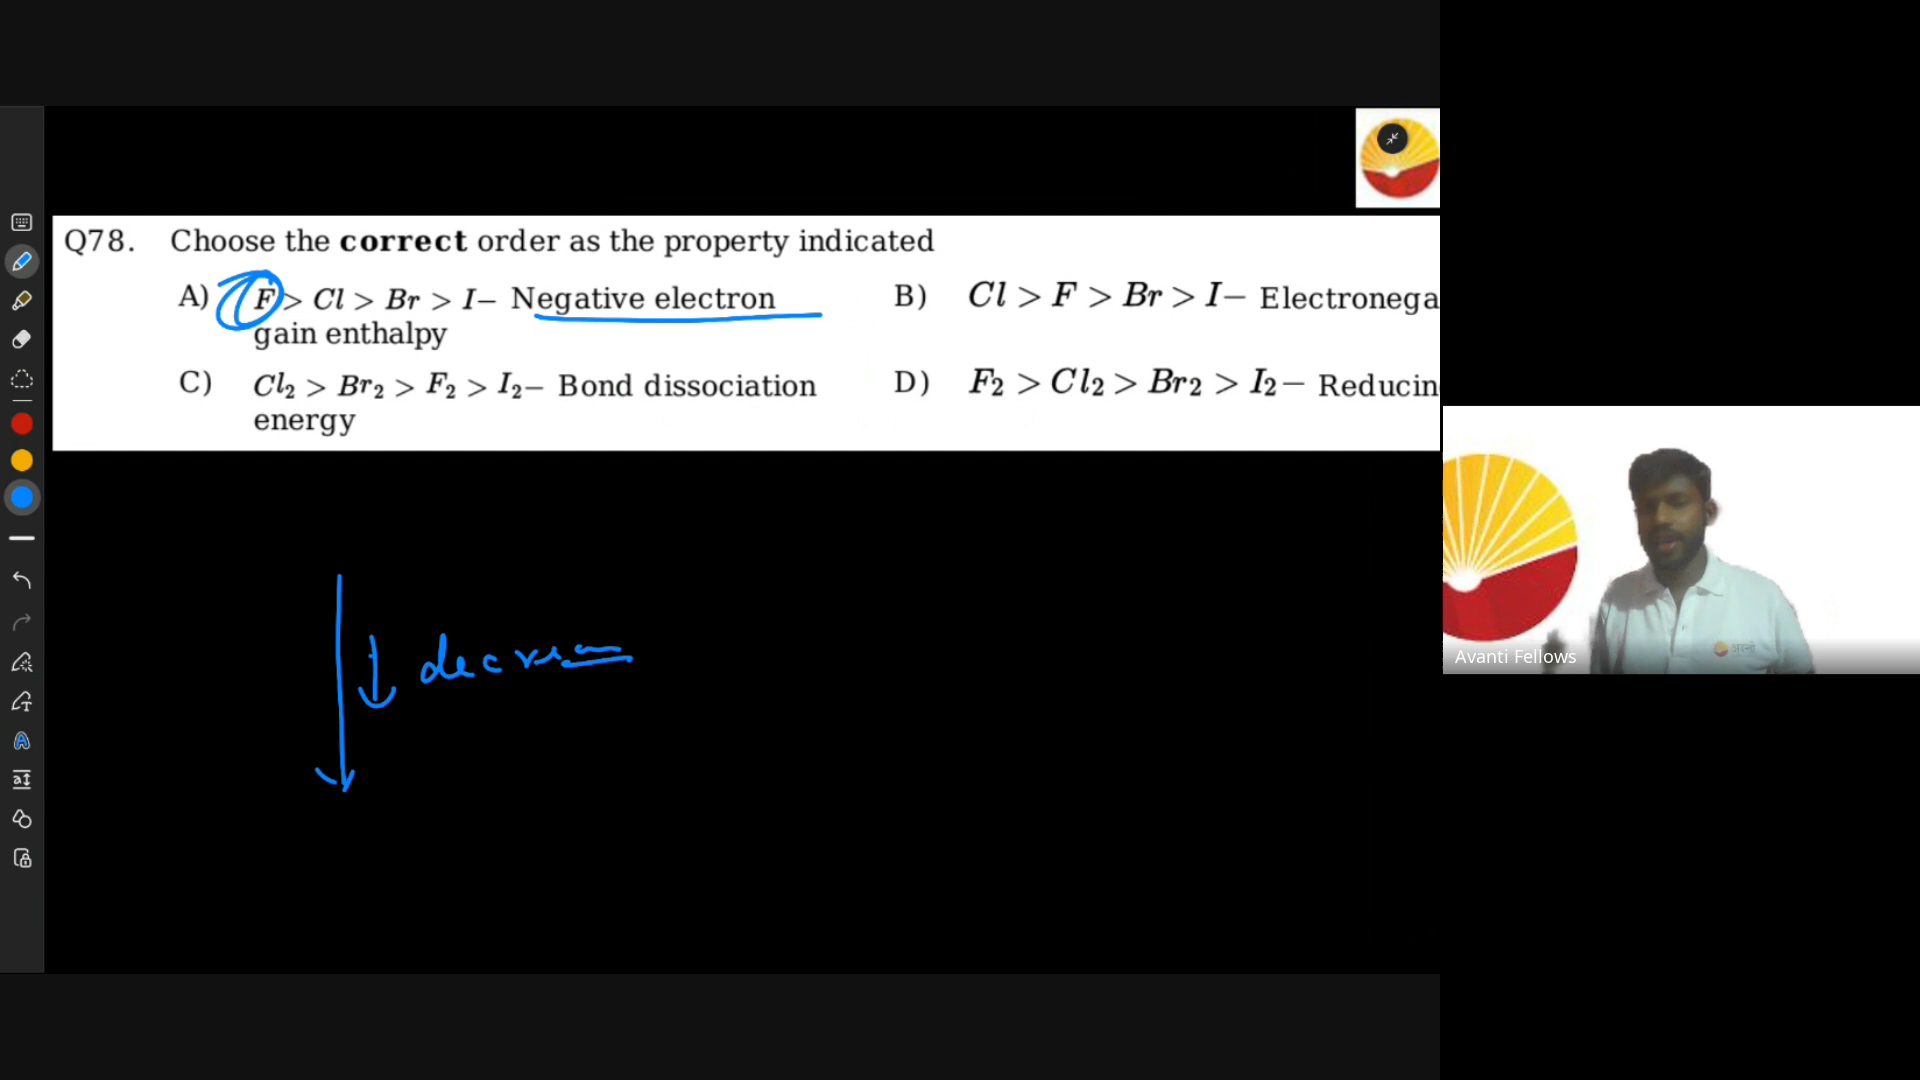 Q78. Choose the correct order as the property indicated
A) F > Cl > Br > I− Negative electron
gain enthalpy
B) Cl > F > Br > I− Electronega
C) Cl₂ > Br₂ > F₂ > I₂− Bond dissociation
energy
D) F₂ > Cl₂ > Br₂ > I₂− Reducin
Avanti Fellows